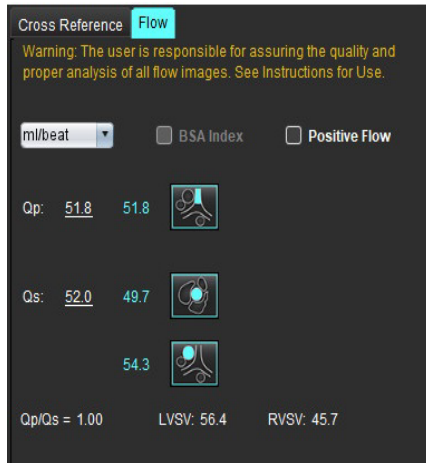 Cross Reference Flow
Warning: The user is responsible for assuring the quality and
proper analysis of all flow images. See Instructions for Use.
ml/beat BSA Index Positive Flow
Qp: 51.8 51.8
Qs: 52.0 49.7
54.3
Qp/Qs = 1.00 LVSV: 56.4 RVSV: 45.7